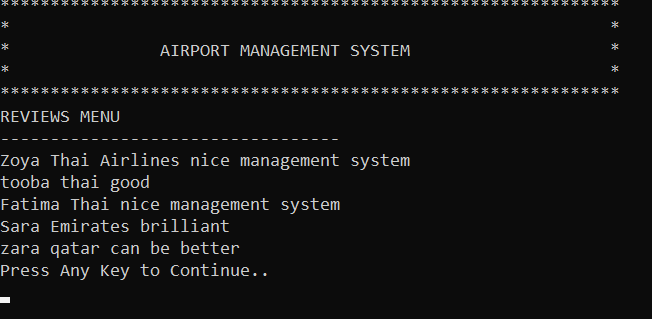 **************************************************************
*                                                            *
*               AIRPORT MANAGEMENT SYSTEM                    *
*                                                            *
**************************************************************
REVIEWS MENU
----------------------------------
Zoya Thai Airlines nice management system
tooba thai good
Fatima Thai nice management system
Sara Emirates brilliant
zara qatar can be better
Press Any Key to Continue..